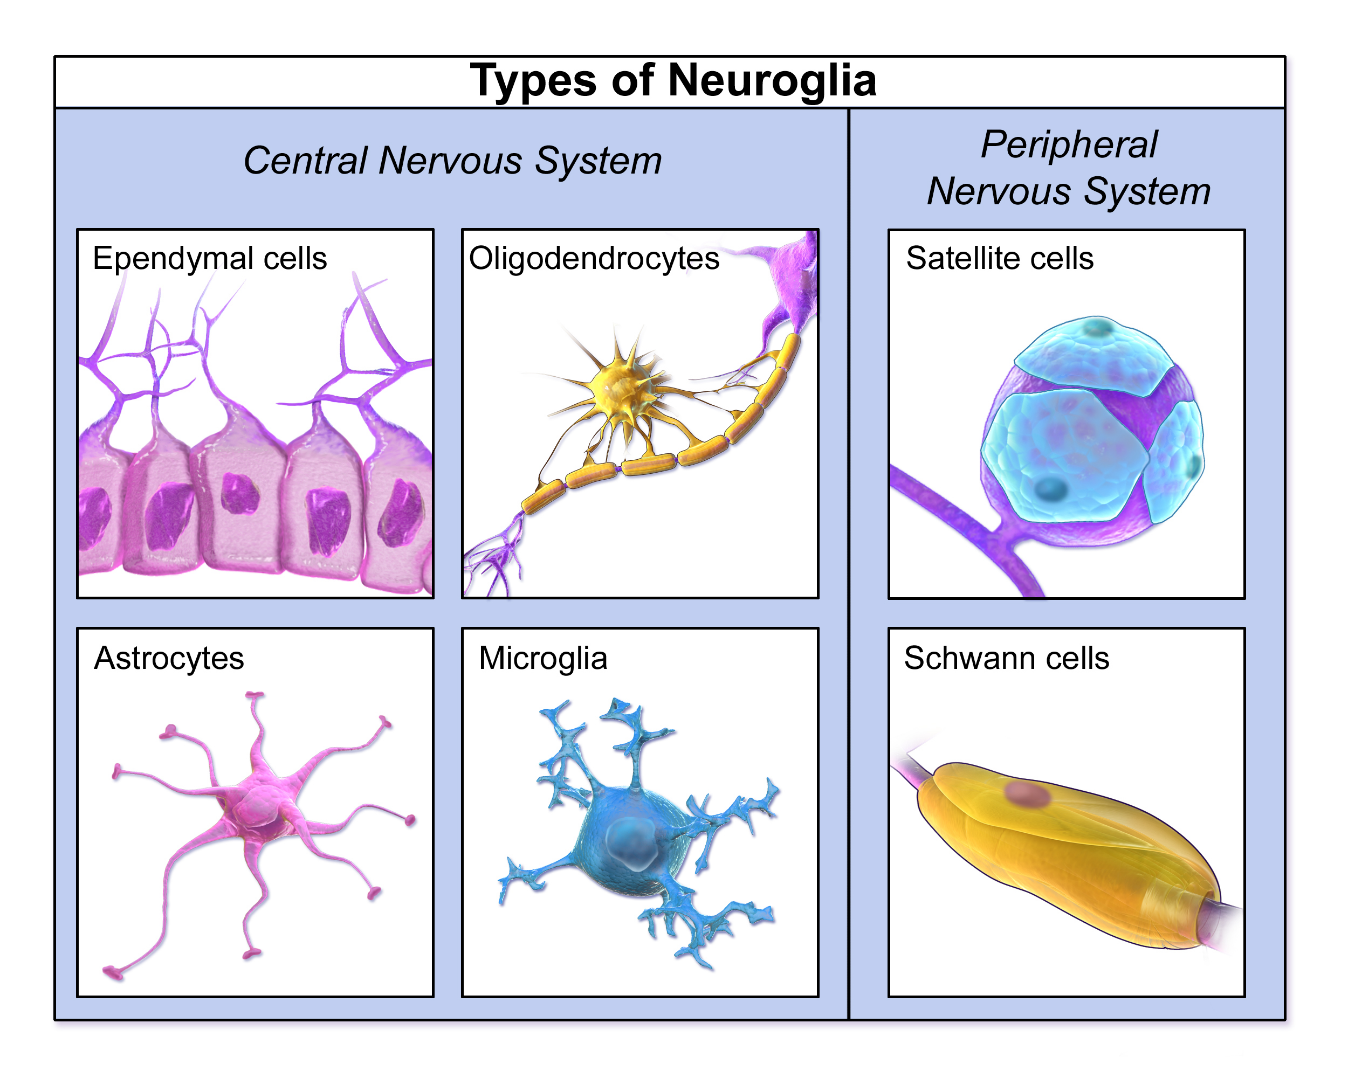 Types of Neuroglia
Central Nervous System
Peripheral
Nervous System
Ependymal cells
Oligodendrocytes
Satellite cells
Astrocytes
Microglia
Schwann cells